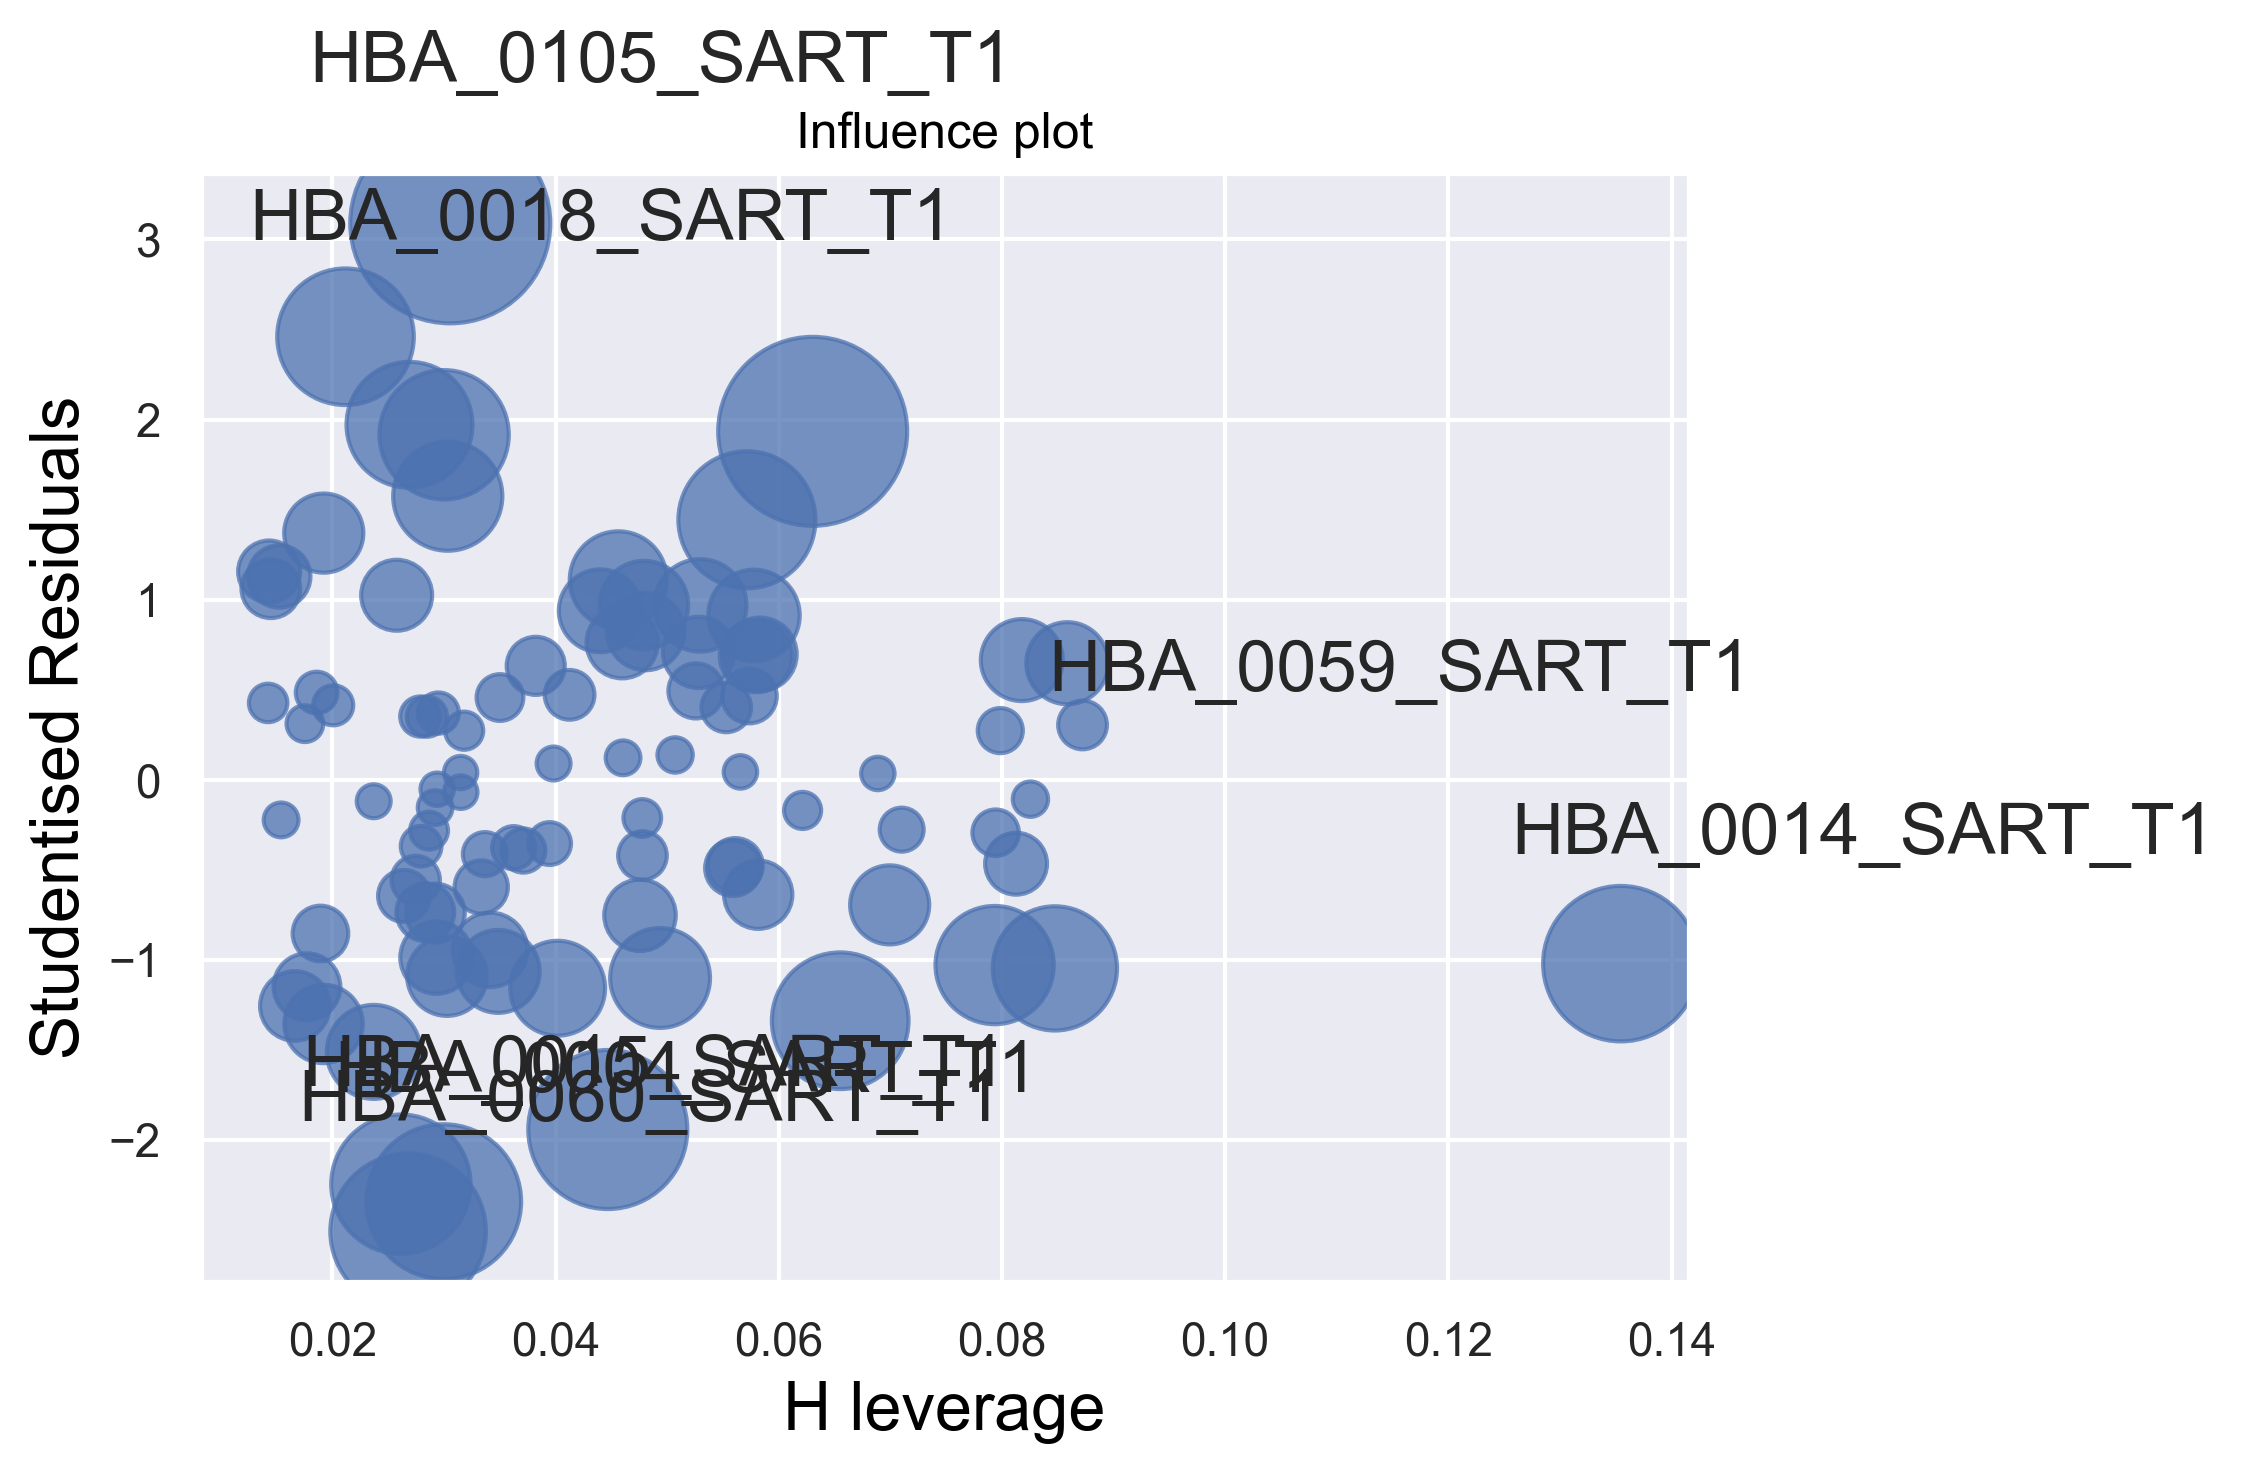 HBA_0105_SART_T1
Influence plot
HBA_0018_SART_T1
3
2
1
0
−1
−2
Studentised Residuals
HBA_0059_SART_T1
HBA_0014_SART_T1
HBA_0060_SART_T1
0.02 0.04 0.06 0.08 0.10 0.12 0.14
H leverage